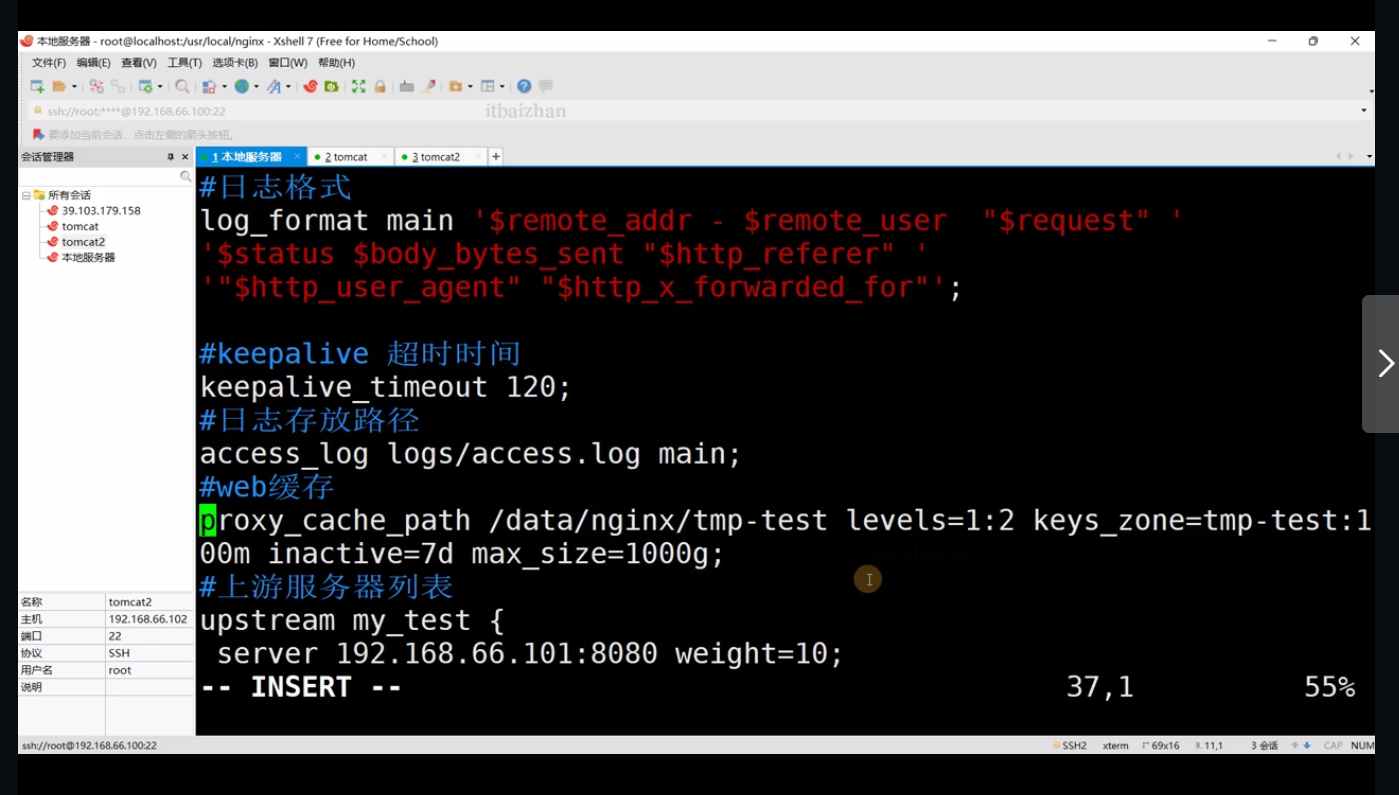 本地服务器 - root@localhost:/usr/local/nginx - Xshell 7 (Free for Home/School)
文件(F) 编辑(E) 查看(V) 工具(T) 选项卡(B) 窗口(W) 帮助(H)
ssh://root:****@192.168.66.100:22
itbaizhan
要添加当前会话，点击左侧的箭头按钮。
会话管理器
1 本地服务器 × 2 tomcat × 3 tomcat2 × +
所有会话
39.103.179.158
tomcat
tomcat2
本地服务器
#日志格式
log_format main '$remote_addr - $remote_user  "$request" '
'$status $body_bytes_sent "$http_referer" '
'"$http_user_agent" "$http_x_forwarded_for"';
#keepalive 超时时间
keepalive_timeout 120;
#日志存放路径
access_log logs/access.log main;
#web缓存
proxy_cache_path /data/nginx/tmp-test levels=1:2 keys_zone=tmp-test:1
00m inactive=7d max_size=1000g;
#上游服务器列表
upstream my_test {
 server 192.168.66.101:8080 weight=10;
-- INSERT -- 37,1 55%
名称 tomcat2
主机 192.168.66.102
端口 22
协议 SSH
用户名 root
说明
ssh://root@192.168.66.100:22
SSH2 xterm 69x16 11,1 3 会话 CAP NUM